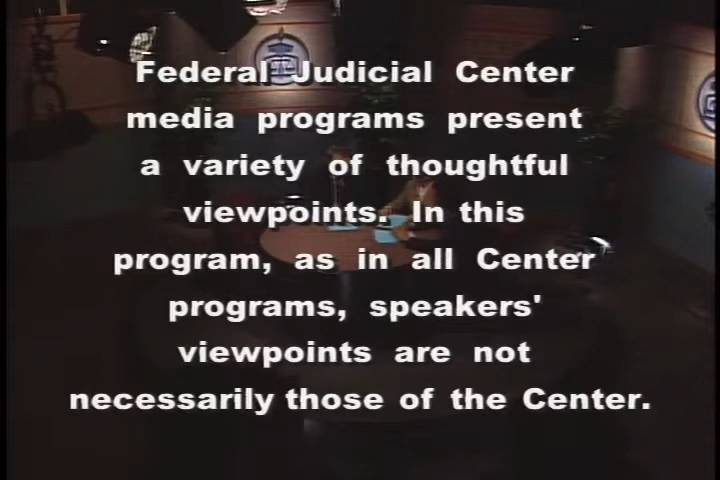 Federal Judicial Center
media programs present
a variety of thoughtful
viewpoints. In this
program, as in all Center
programs, speakers'
viewpoints are not
necessarily those of the Center.